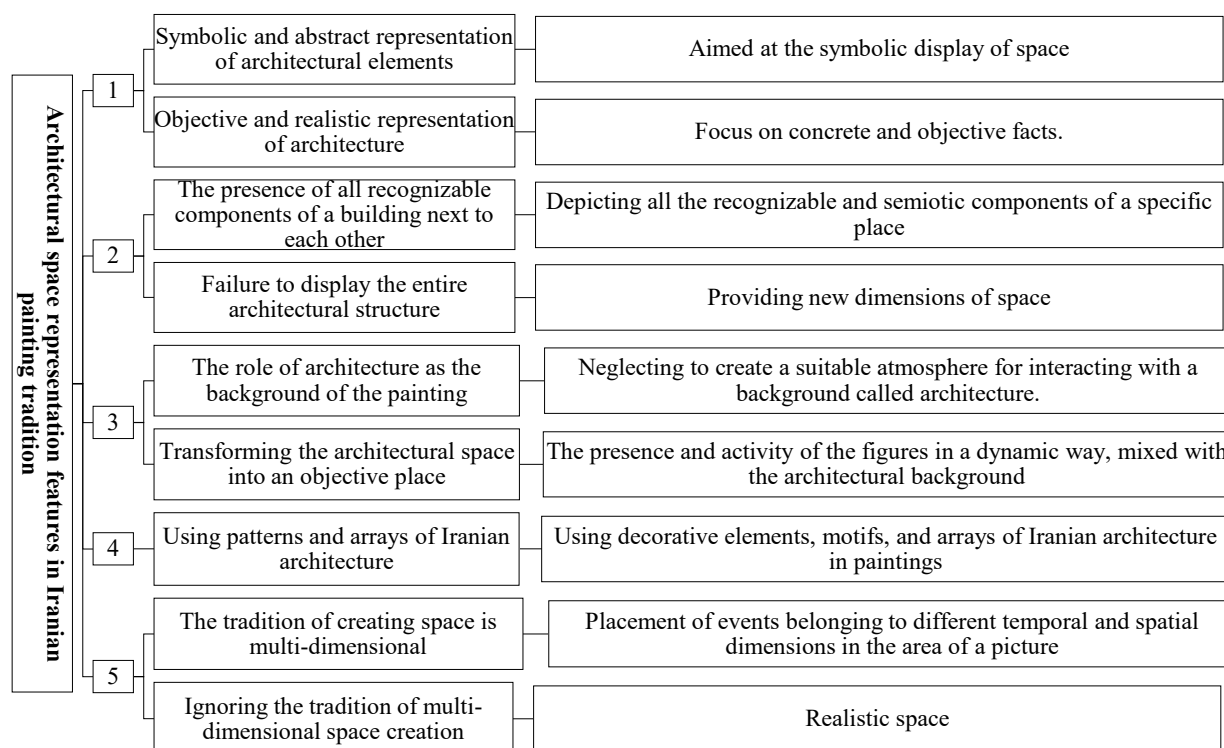 Architectural space representation features in Iranian
painting tradition
1
Symbolic and abstract representation
of architectural elements
Aimed at the symbolic display of space
Objective and realistic representation
of architecture
Focus on concrete and objective facts.
2
The presence of all recognizable
components of a building next to
each other
Depicting all the recognizable and semiotic components of a specific
place
Failure to display the entire
architectural structure
Providing new dimensions of space
3
The role of architecture as the
background of the painting
Neglecting to create a suitable atmosphere for interacting with a
background called architecture.
Transforming the architectural space
into an objective place
The presence and activity of the figures in a dynamic way, mixed with
the architectural background
4
Using patterns and arrays of Iranian
architecture
Using decorative elements, motifs, and arrays of Iranian architecture
in paintings
5
The tradition of creating space is
multi-dimensional
Placement of events belonging to different temporal and spatial
dimensions in the area of a picture
Ignoring the tradition of multi-
dimensional space creation
Realistic space